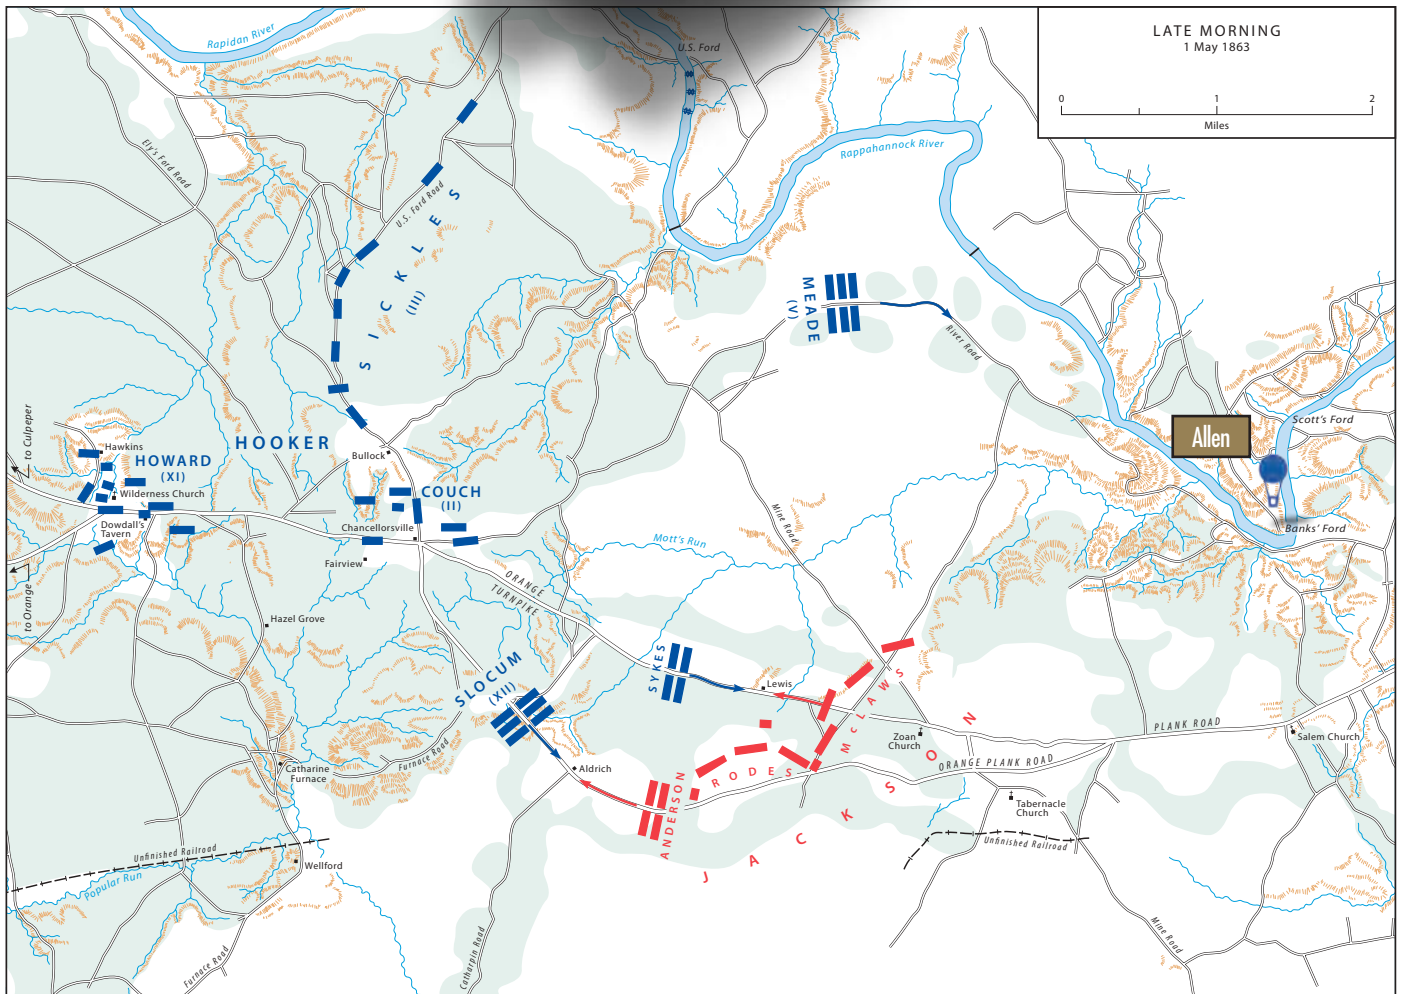 LATE MORNING
1 May 1863
0
1
2
Miles
Rapidan River
U.S. Ford
Rappahannock River
Ely's Ford Road
U.S. Ford Road
SICKLES
(III)
MEADE
(V)
River Road
Scott's Ford
Allen
Banks' Ford
to Culpeper
HOOKER
Hawkins
HOWARD
(XI)
Bullock
Wilderness Church
COUCH
(II)
Dowdall's
Tavern
Chancellorsville
Fairview
Mine Road
Mott's Run
ORANGE
TURNPIKE
to Orange
Hazel Grove
SYKES
Lewis
SLOCUM
(XII)
McLAWS
JACKSON
Zoan
Church
PLANK ROAD
Salem Church
Furnace Road
Catharine
Furnace
Aldrich
RODES
ANDERSON
ORANGE PLANK ROAD
Tabernacle
Church
Unfinished Railroad
Unfinished Railroad
Wellford
Popular Run
Furnace Road
Catharpin Road
Mine Road